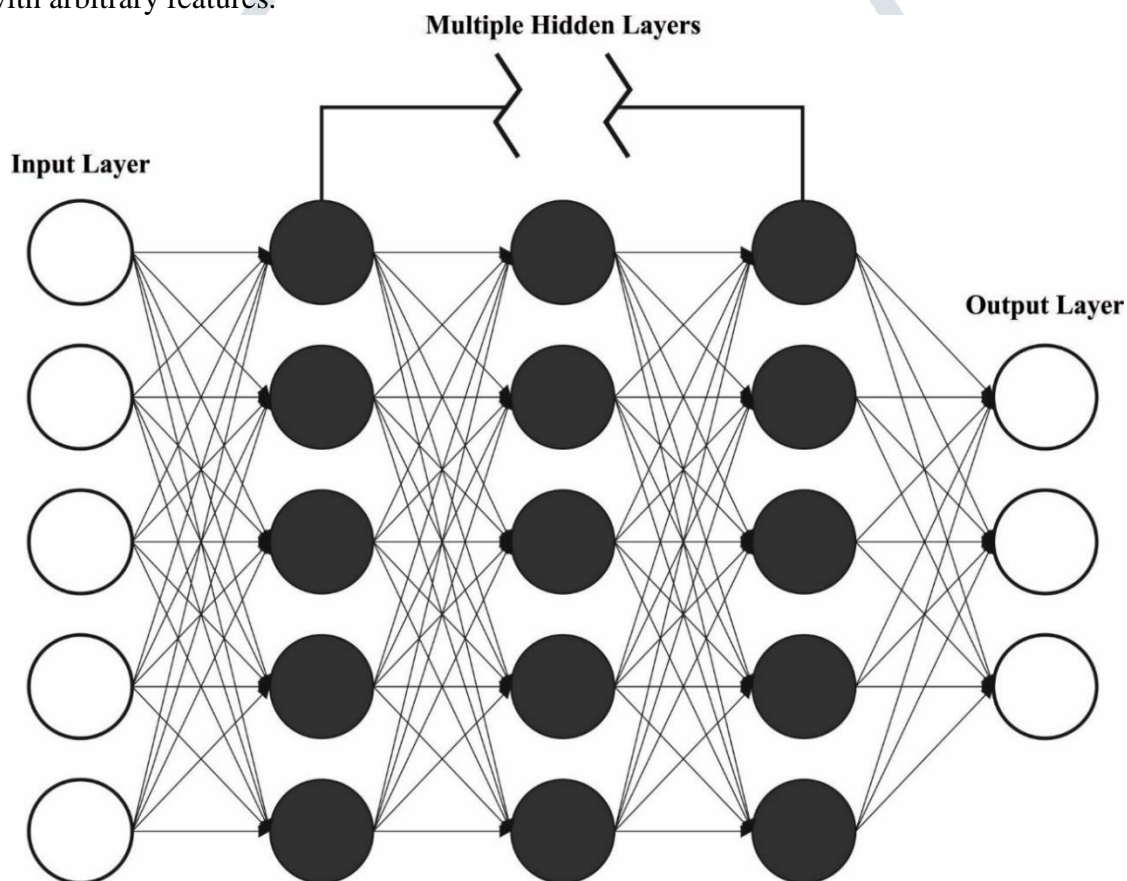 with arbitrary features.
Multiple Hidden Layers
Input Layer
Output Layer